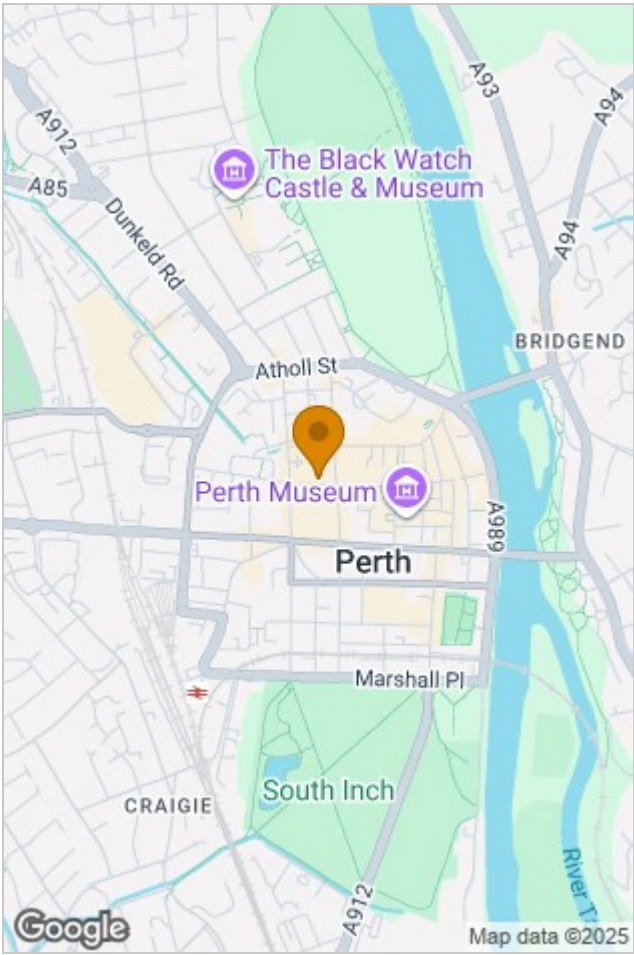 A93
A94
A912
The Black Watch
Castle & Museum
A85
A94
Dunkeld Rd
BRIDGEND
Atholl St
Perth Museum
A989
Perth
Marshall Pl
South Inch
CRAIGIE
River
A912
Google
Map data ©2025